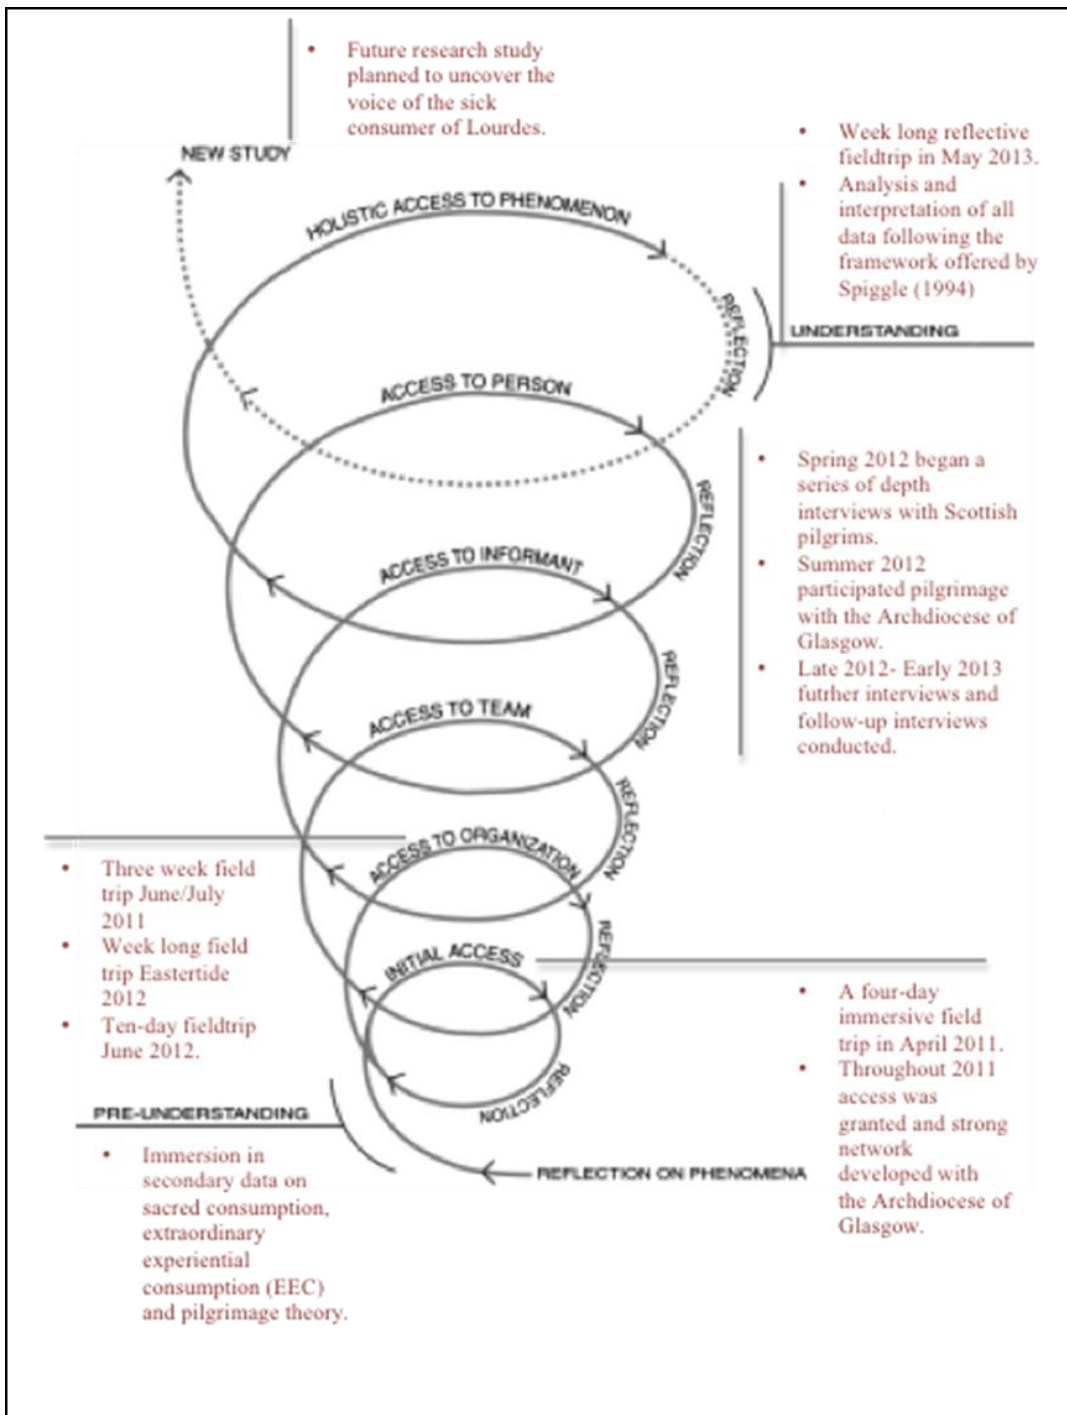 • Future research study
planned to uncover the
voice of the sick
consumer of Lourdes.
NEW STUDY
• Week long reflective
fieldtrip in May 2013.
• Analysis and
interpretation of all
data following the
framework offered by
Spiggle (1994)
HOLISTIC ACCESS TO PHENOMENON
REFLECTION
UNDERSTANDING
ACCESS TO PERSON
REFLECTION
• Spring 2012 began a
series of depth
interviews with Scottish
pilgrims.
• Summer 2012
participated pilgrimage
with the Archdiocese of
Glasgow.
• Late 2012- Early 2013
futrher interviews and
follow-up interviews
conducted.
ACCESS TO INFORMANT
REFLECTION
ACCESS TO TEAM
REFLECTION
ACCESS TO ORGANIZATION
REFLECTION
• Three week field
trip June/July
2011
• Week long field
trip Eastertide
2012
• Ten-day fieldtrip
June 2012.
INITIAL ACCESS
REFLECTION
• A four-day
immersive field
trip in April 2011.
• Throughout 2011
access was
granted and strong
network
developed with
the Archdiocese of
Glasgow.
PRE-UNDERSTANDING
• Immersion in
secondary data on
sacred consumption,
extraordinary
experiential
consumption (EEC)
and pilgrimage theory.
REFLECTION ON PHENOMENA